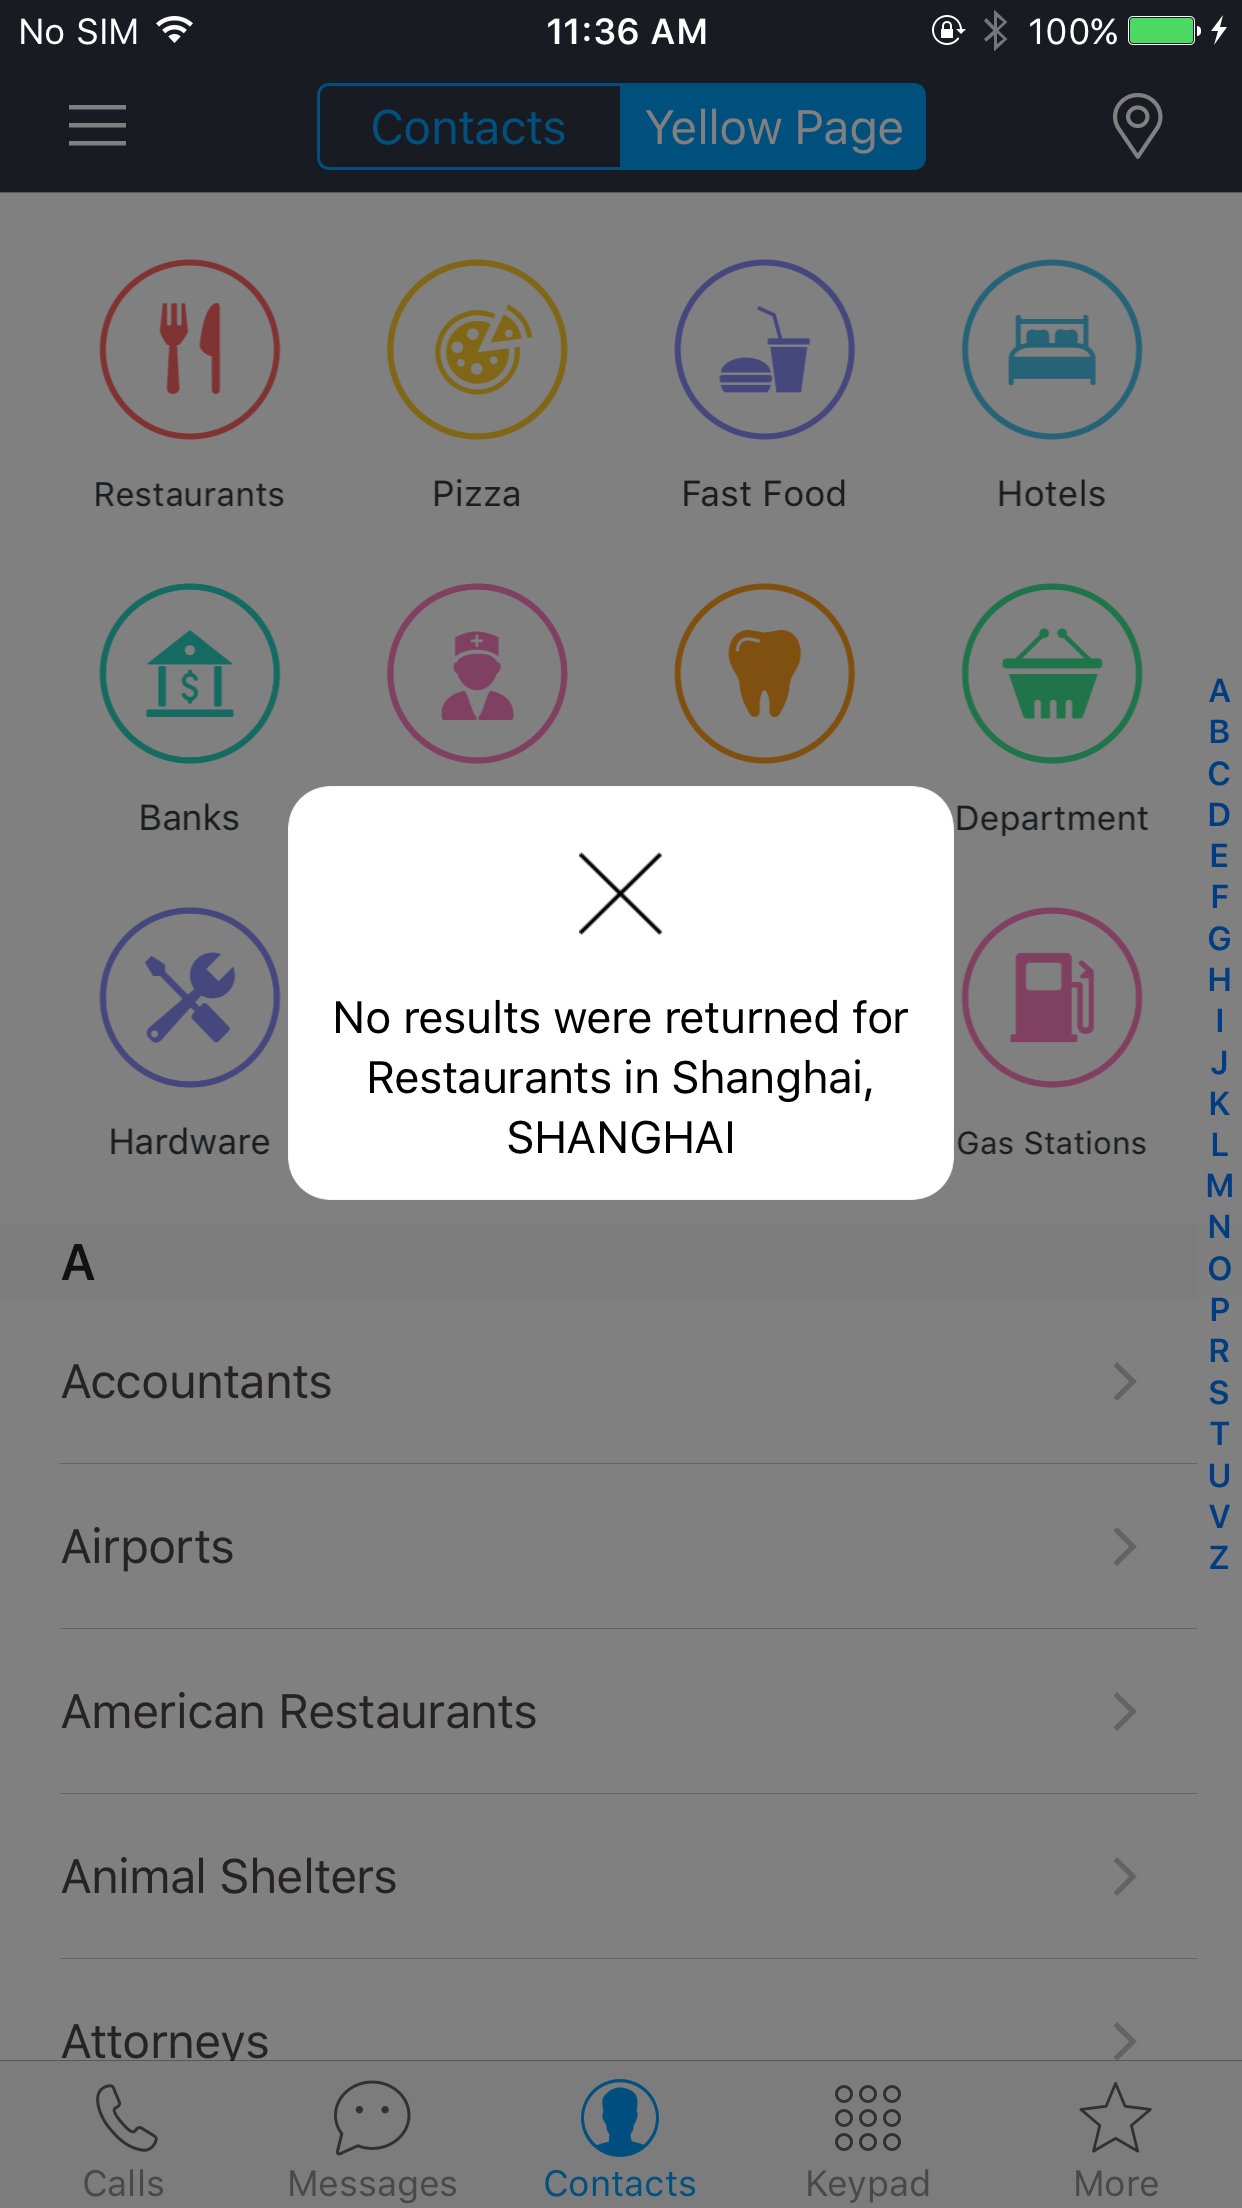 No SIM 11:36 AM 100%
Contacts Yellow Page
Restaurants Pizza Fast Food Hotels
Banks Department
Hardware Gas Stations
No results were returned for
Restaurants in Shanghai,
SHANGHAI
A
Accountants
Airports
American Restaurants
Animal Shelters
Attorneys
A
B
C
D
E
F
G
H
I
J
K
L
M
N
O
P
R
S
T
U
V
Z
Calls Messages Contacts Keypad More